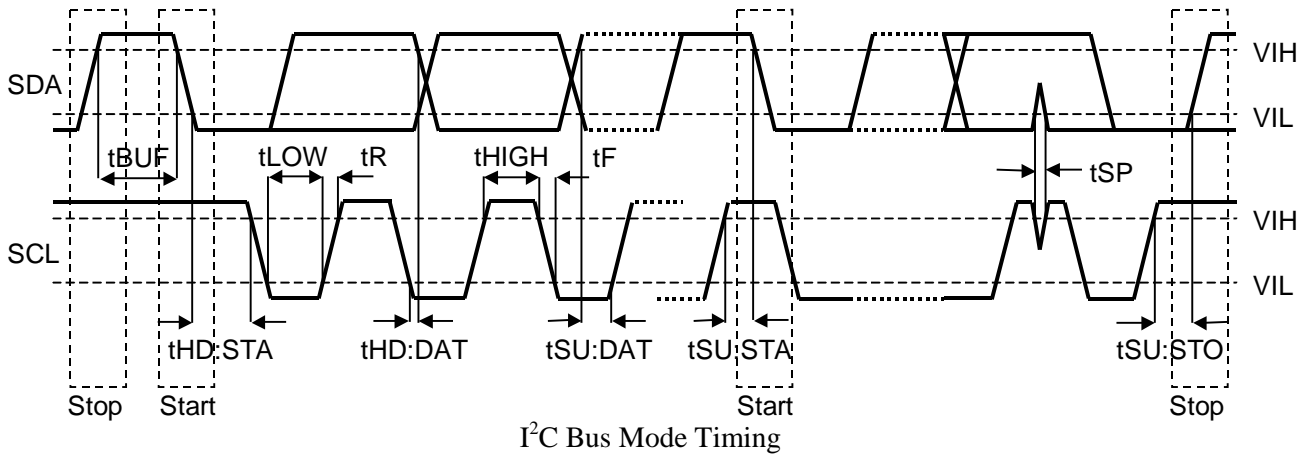 SDA
VIH
VIL
tBUF
tLOW
tR
tHIGH
tF
tSP
SCL
VIH
VIL
tHD:STA
tHD:DAT
tSU:DAT
tSU:STA
tSU:STO
Stop
Start
Start
Stop
I²C Bus Mode Timing